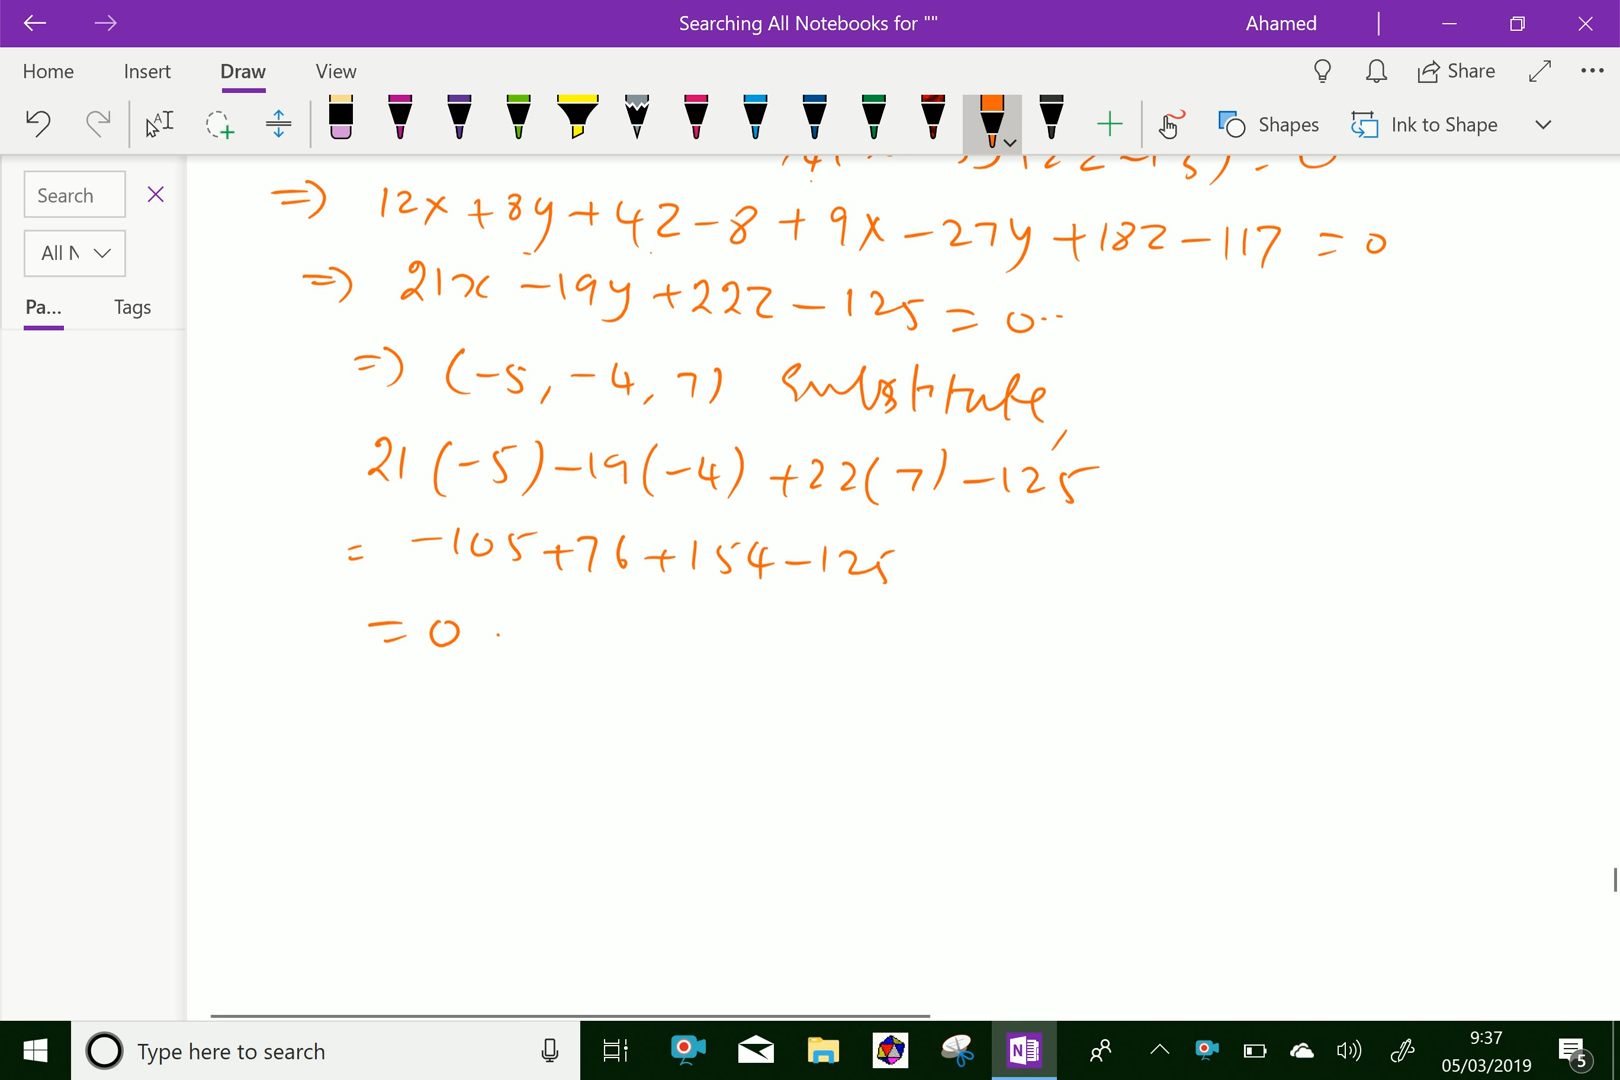 Searching All Notebooks for ""
Ahamed
Home Insert Draw View
Share
Shapes
Ink to Shape
Search
All N
Pa... Tags
=> 12x + 8y + 4z - 8 + 9x - 27y + 18z - 117 = 0
=> 21x - 19y + 22z - 125 = 0
=> (-5, -4, 7) Substitute,
21 (-5) - 19 (-4) + 22 (7) - 125
= -105 + 76 + 154 - 125
= 0.
Type here to search
N
9:37
05/03/2019
5